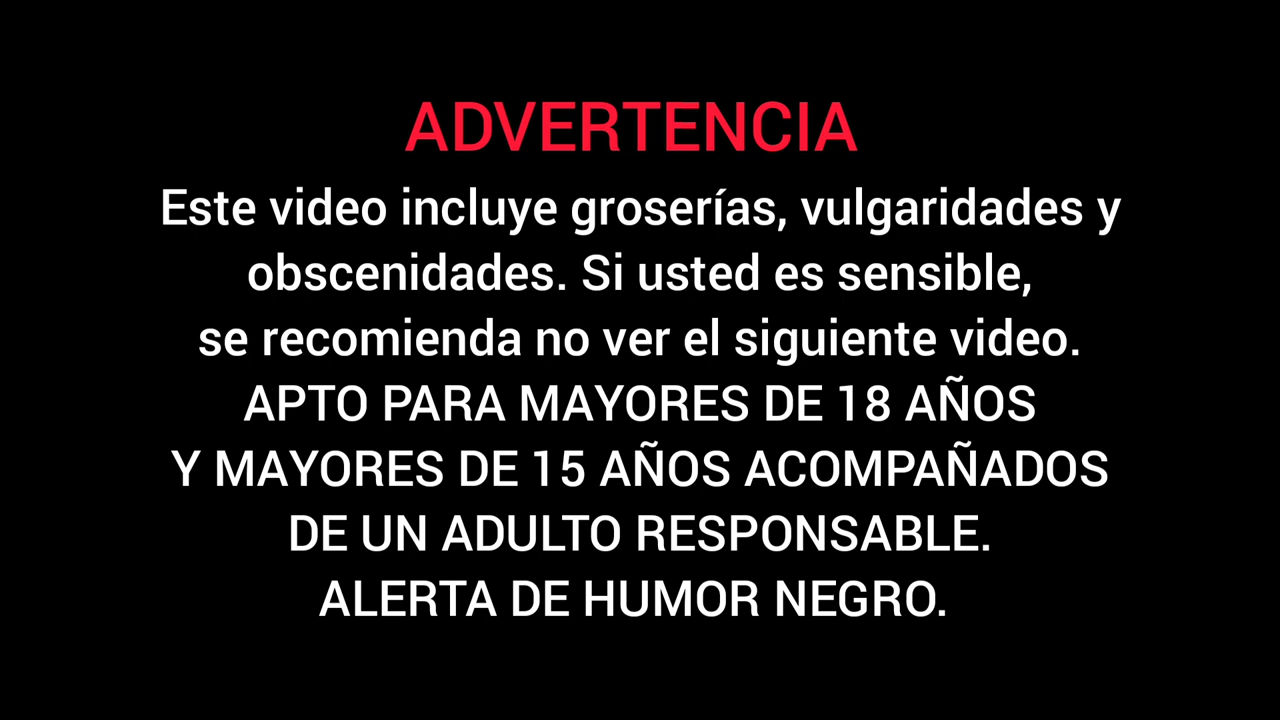 ADVERTENCIA
Este video incluye groserías, vulgaridades y
obscenidades. Si usted es sensible,
se recomienda no ver el siguiente video.
APTO PARA MAYORES DE 18 AÑOS
Y MAYORES DE 15 AÑOS ACOMPAÑADOS
DE UN ADULTO RESPONSABLE.
ALERTA DE HUMOR NEGRO.